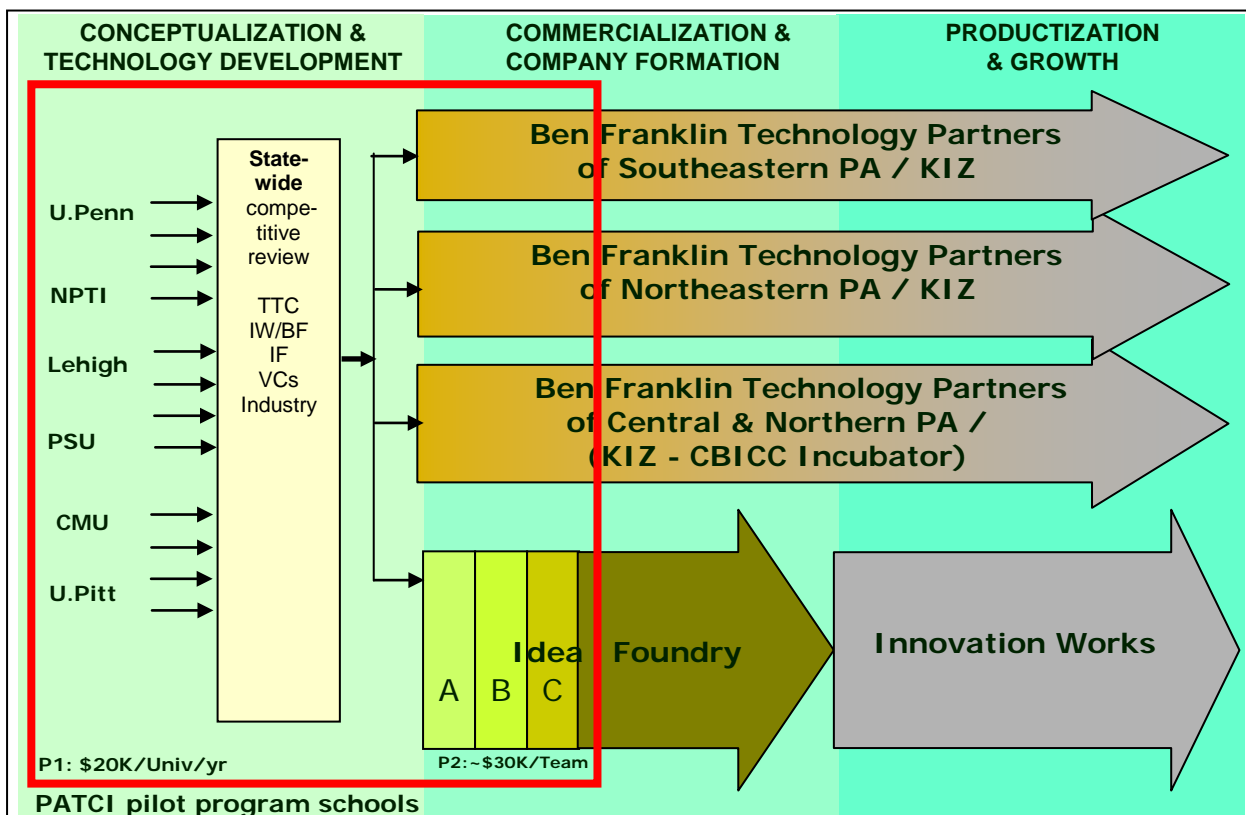 CONCEPTUALIZATION &
TECHNOLOGY DEVELOPMENT
COMMERCIALIZATION &
COMPANY FORMATION
PRODUCTIZATION
& GROWTH
U.Penn
NPTI
Lehigh
PSU
CMU
U.Pitt
State-
wide
compe-
titive
review
TTC
IW/BF
IF
VCs
Industry
Ben Franklin Technology Partners
of Southeastern PA / KIZ
Ben Franklin Technology Partners
of Northeastern PA / KIZ
Ben Franklin Technology Partners
of Central & Northern PA /
(KIZ - CBICC Incubator)
Idea Foundry
A B C
Innovation Works
P1: $20K/Univ/yr
P2:~$30K/Team
PATCI pilot program schools